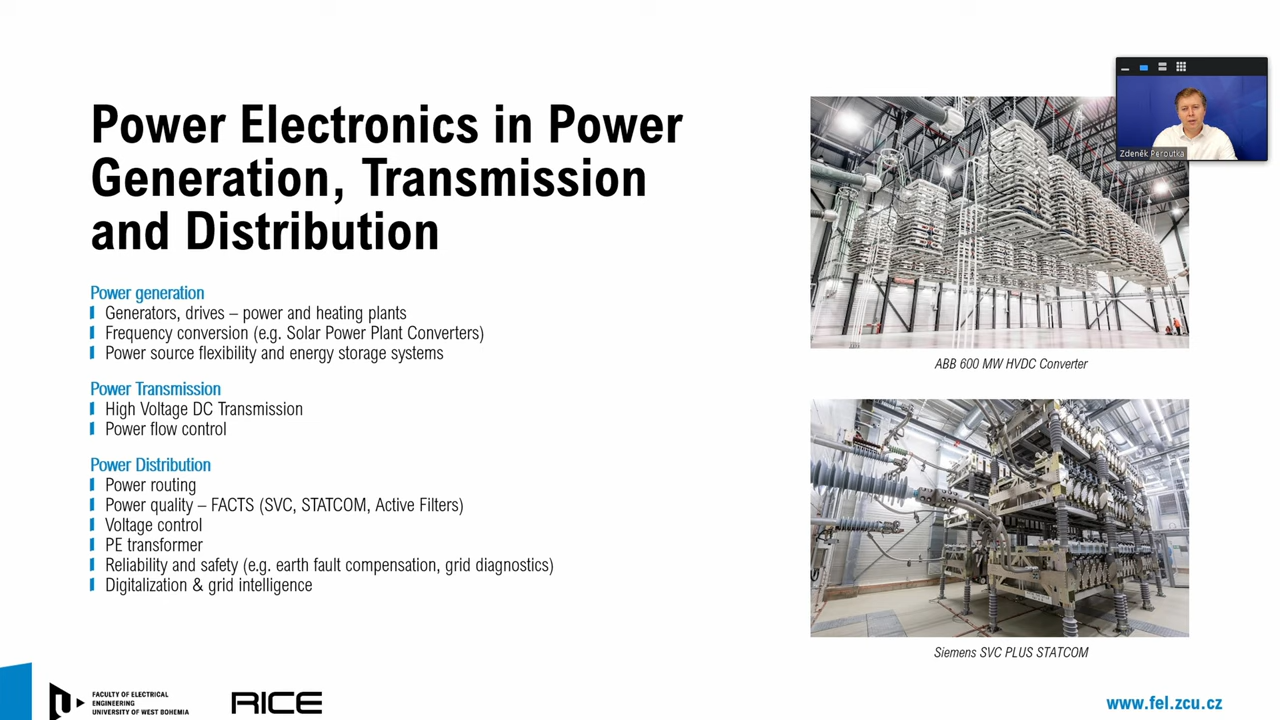 Power Electronics in Power
Generation, Transmission
and Distribution
Power generation
Generators, drives – power and heating plants
Frequency conversion (e.g. Solar Power Plant Converters)
Power source flexibility and energy storage systems
Power Transmission
High Voltage DC Transmission
Power flow control
Power Distribution
Power routing
Power quality – FACTS (SVC, STATCOM, Active Filters)
Voltage control
PE transformer
Reliability and safety (e.g. earth fault compensation, grid diagnostics)
Digitalization & grid intelligence
Zdeněk Peroutka
ABB 600 MW HVDC Converter
Siemens SVC PLUS STATCOM
FACULTY OF ELECTRICAL
ENGINEERING
UNIVERSITY OF WEST BOHEMIA
RICE
www.fel.zcu.cz